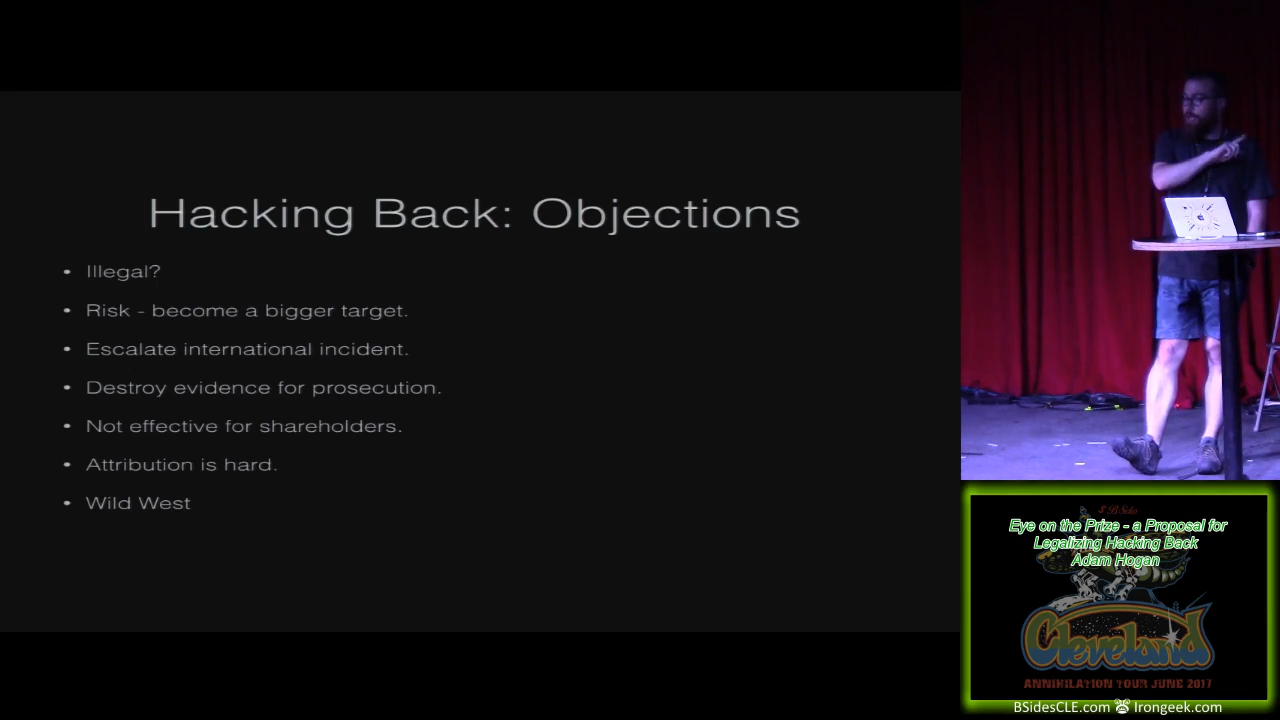 Hacking Back: Objections
• Illegal?
• Risk - become a bigger target.
• Escalate international incident.
• Destroy evidence for prosecution.
• Not effective for shareholders.
• Attribution is hard.
• Wild West
Eye on the Prize - a Proposal for
Legalizing Hacking Back
Adam Hogan
Cleveland
ANNIHILATION TOUR JUNE 2017
BSidesCLE.com Irongeek.com